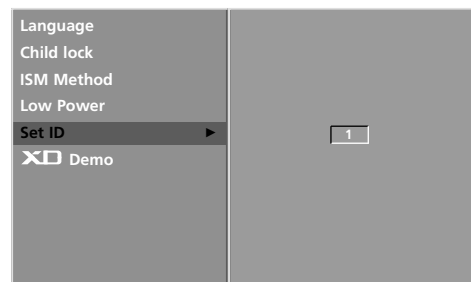 Language
Child lock
ISM Method
Low Power
Set ID ►
1
XD Demo